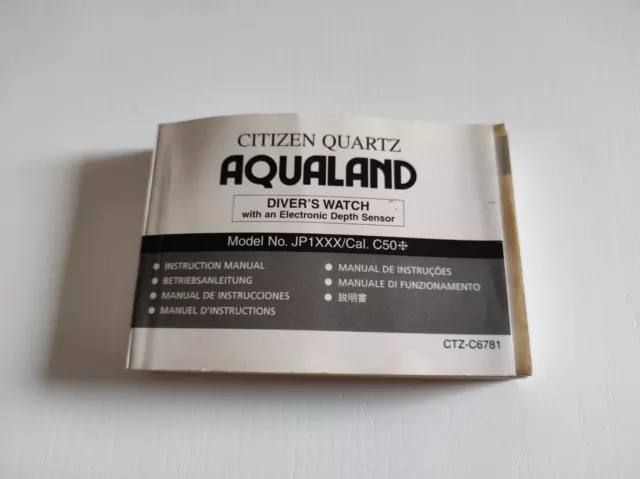 CITIZEN QUARTZ
AQUALAND
DIVER'S WATCH
with an Electronic Depth Sensor
Model No. JP1XXX/Cal. C50❉
● INSTRUCTION MANUAL
● BETRIEBSANLEITUNG
● MANUAL DE INSTRUCCIONES
● MANUEL D'INSTRUCTIONS
● MANUAL DE INSTRUÇÕES
● MANUALE DI FUNZIONAMENTO
● 説明書
CTZ-C6781